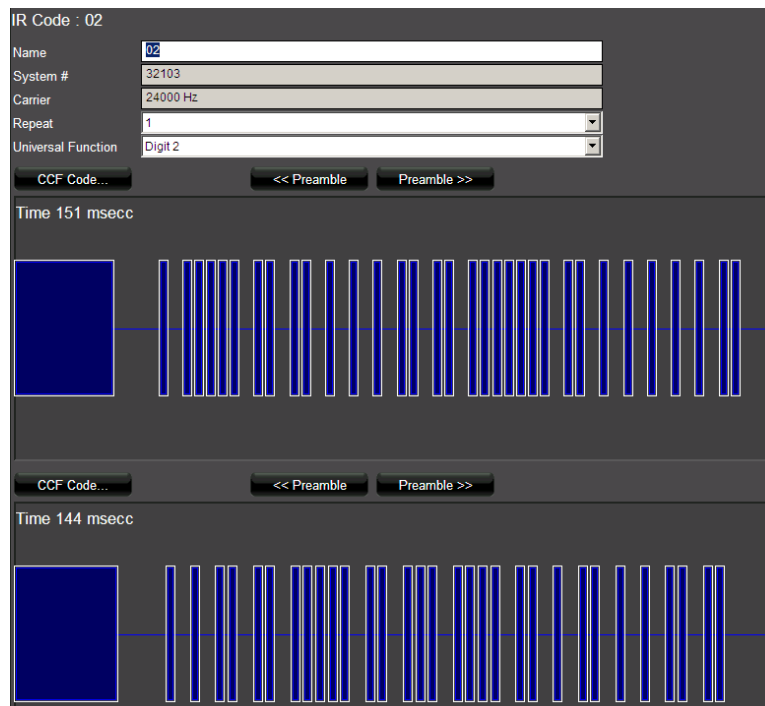 IR Code : 02
Name 02
System # 32103
Carrier 24000 Hz
Repeat 1
Universal Function Digit 2
CCF Code... << Preamble Preamble >>
Time 151 msecc
CCF Code... << Preamble Preamble >>
Time 144 msecc